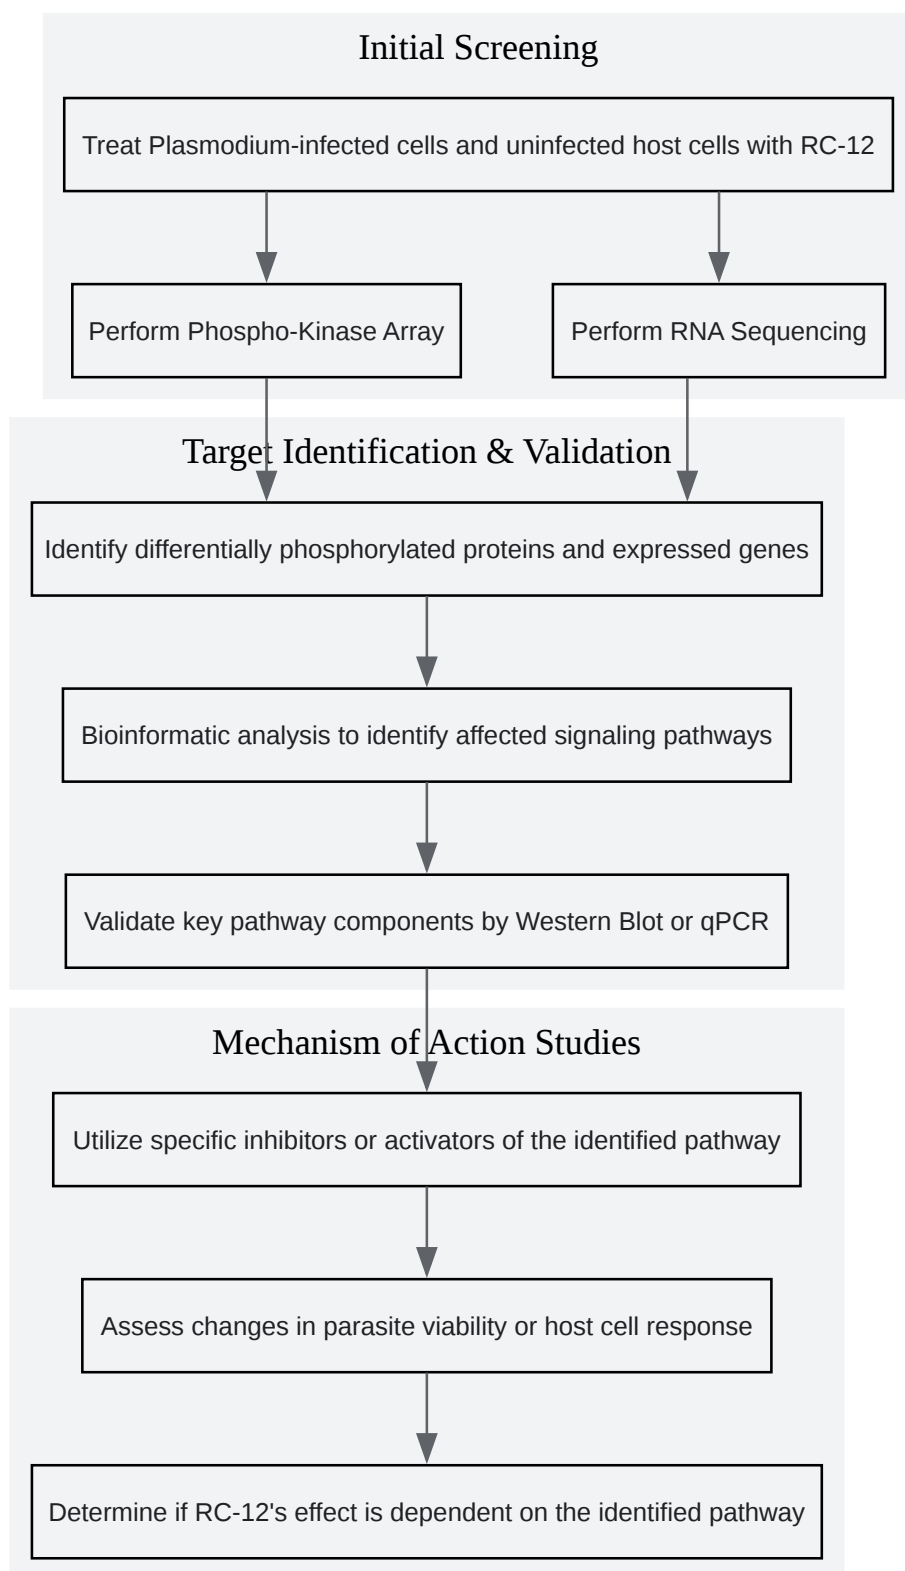 Initial Screening
Treat Plasmodium-infected cells and uninfected host cells with RC-12
Perform Phospho-Kinase Array
Perform RNA Sequencing
Target Identification & Validation
Identify differentially phosphorylated proteins and expressed genes
Bioinformatic analysis to identify affected signaling pathways
Validate key pathway components by Western Blot or qPCR
Mechanism of Action Studies
Utilize specific inhibitors or activators of the identified pathway
Assess changes in parasite viability or host cell response
Determine if RC-12's effect is dependent on the identified pathway